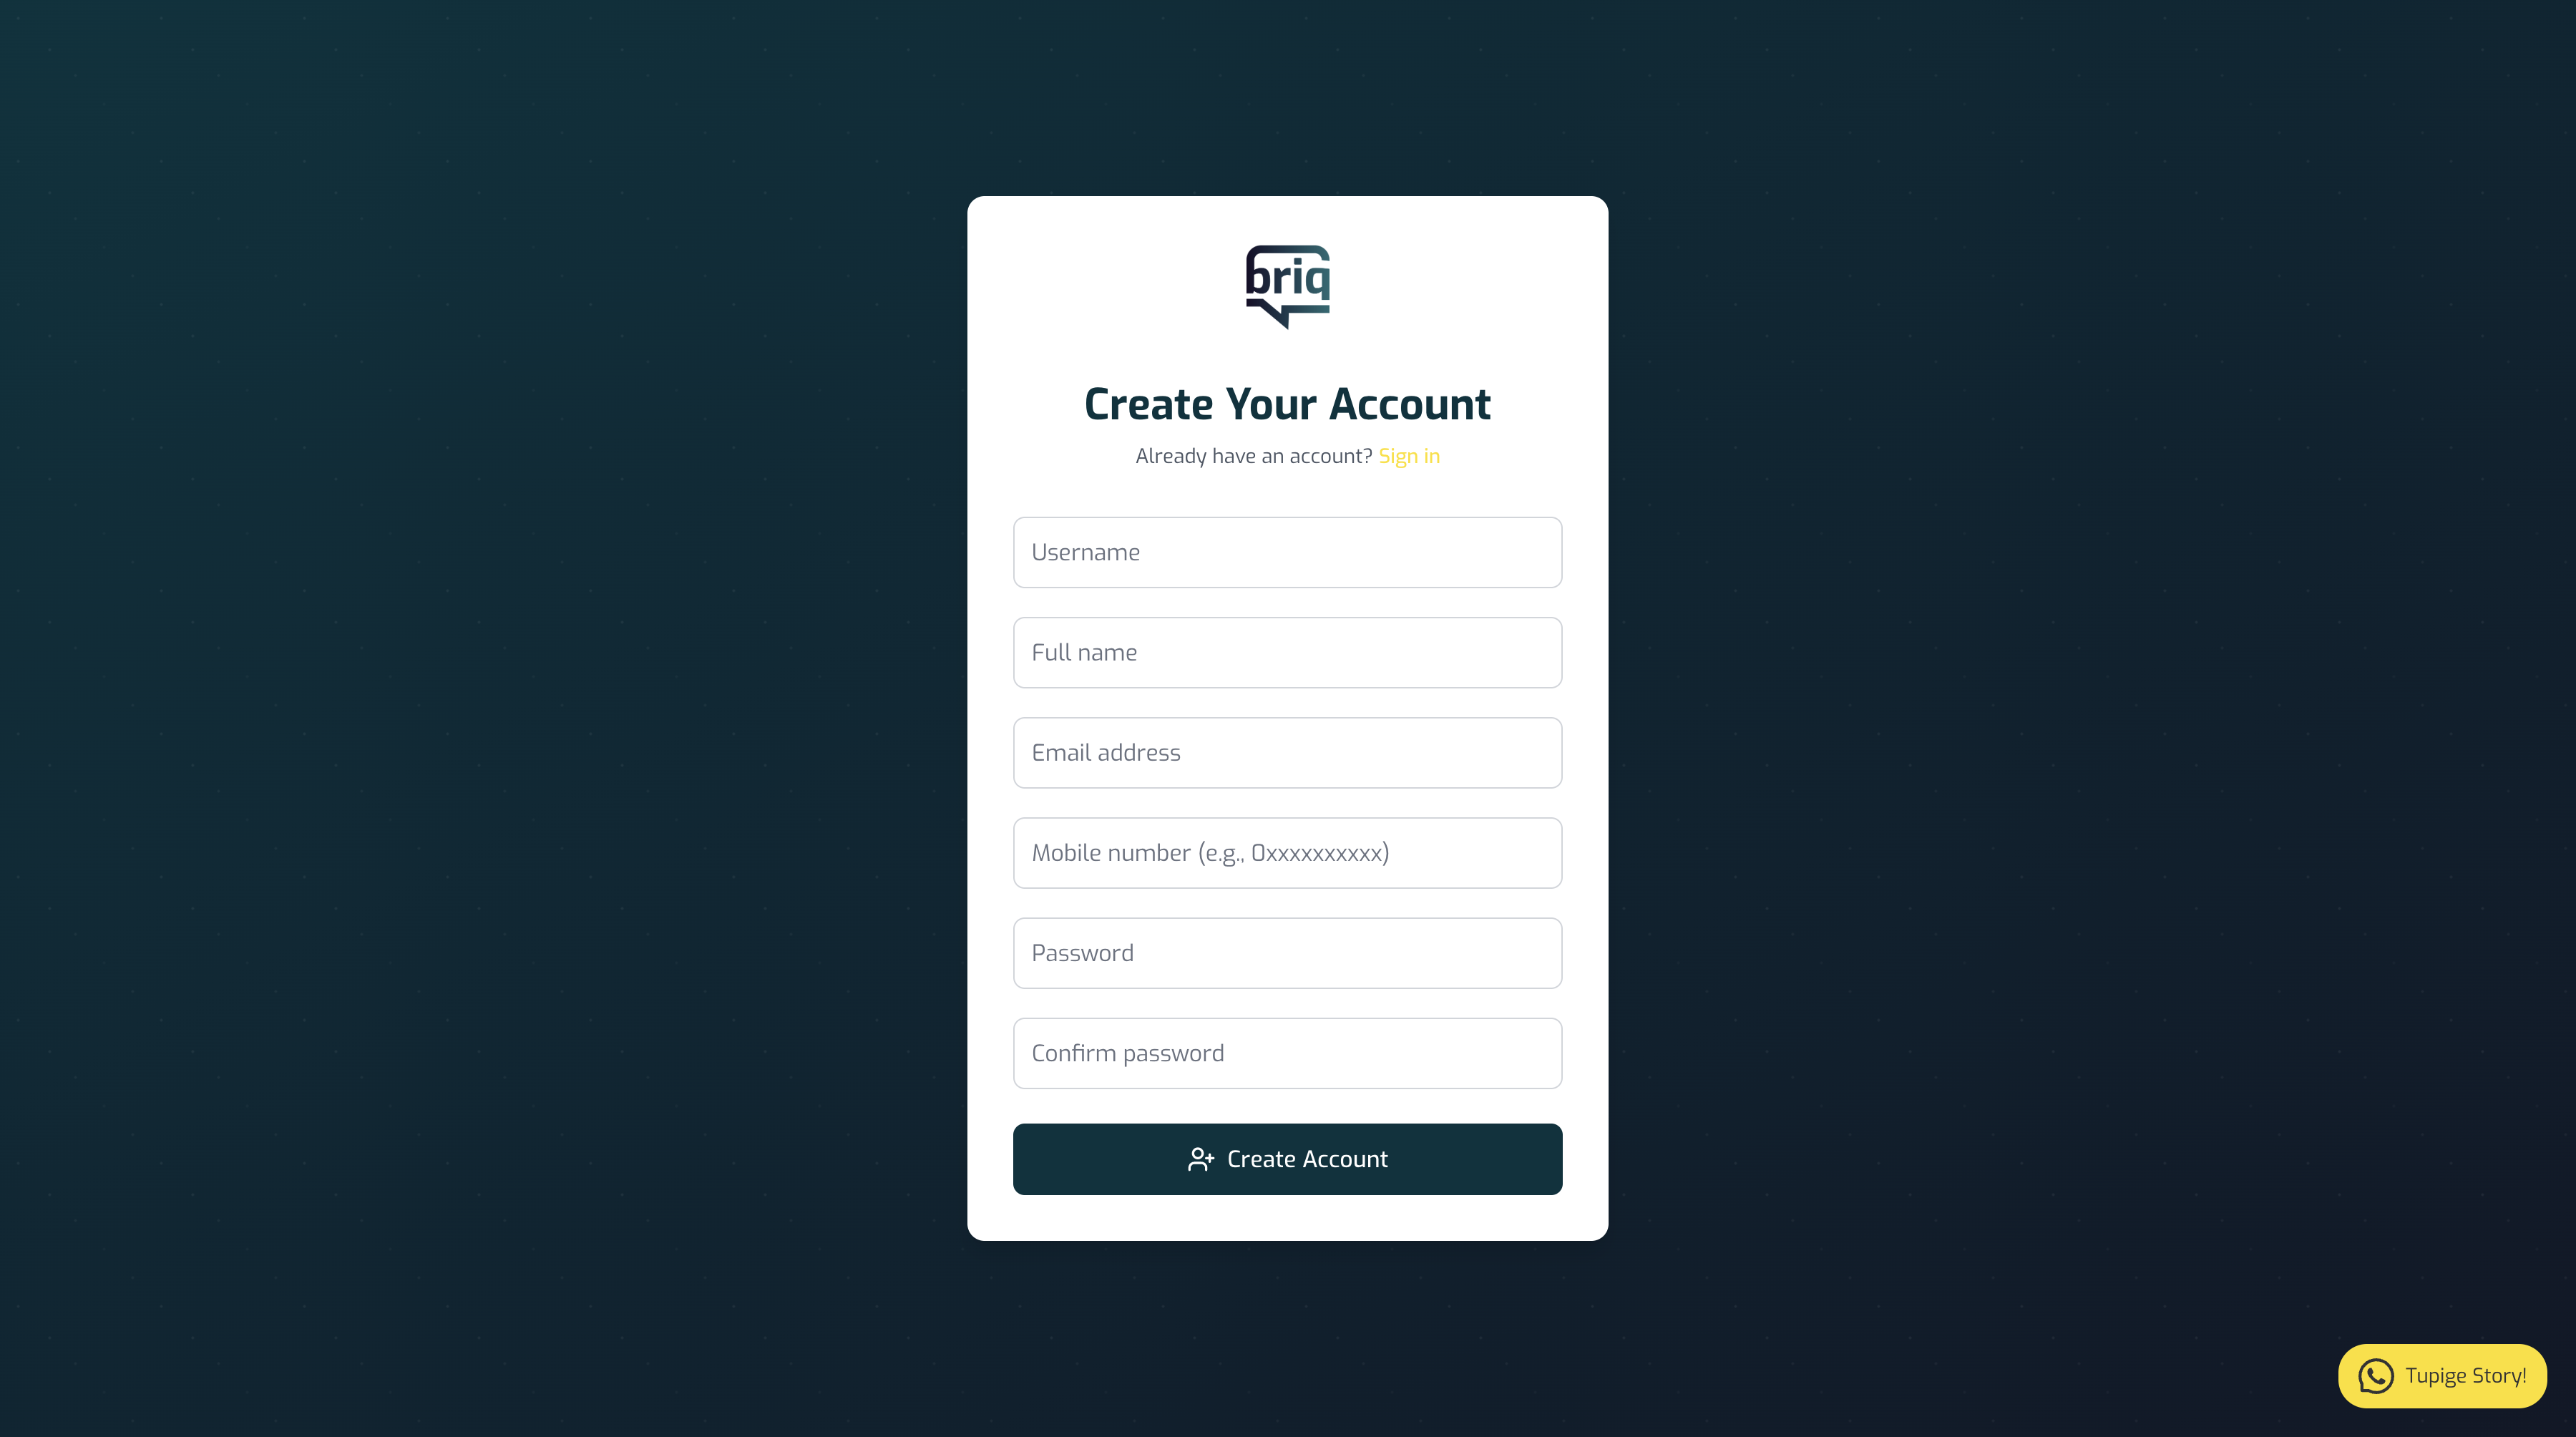 briq
Create Your Account
Already have an account? Sign in
Username
Full name
Email address
Mobile number (e.g., 0xxxxxxxxxx)
Password
Confirm password
Create Account
Tupige Story!